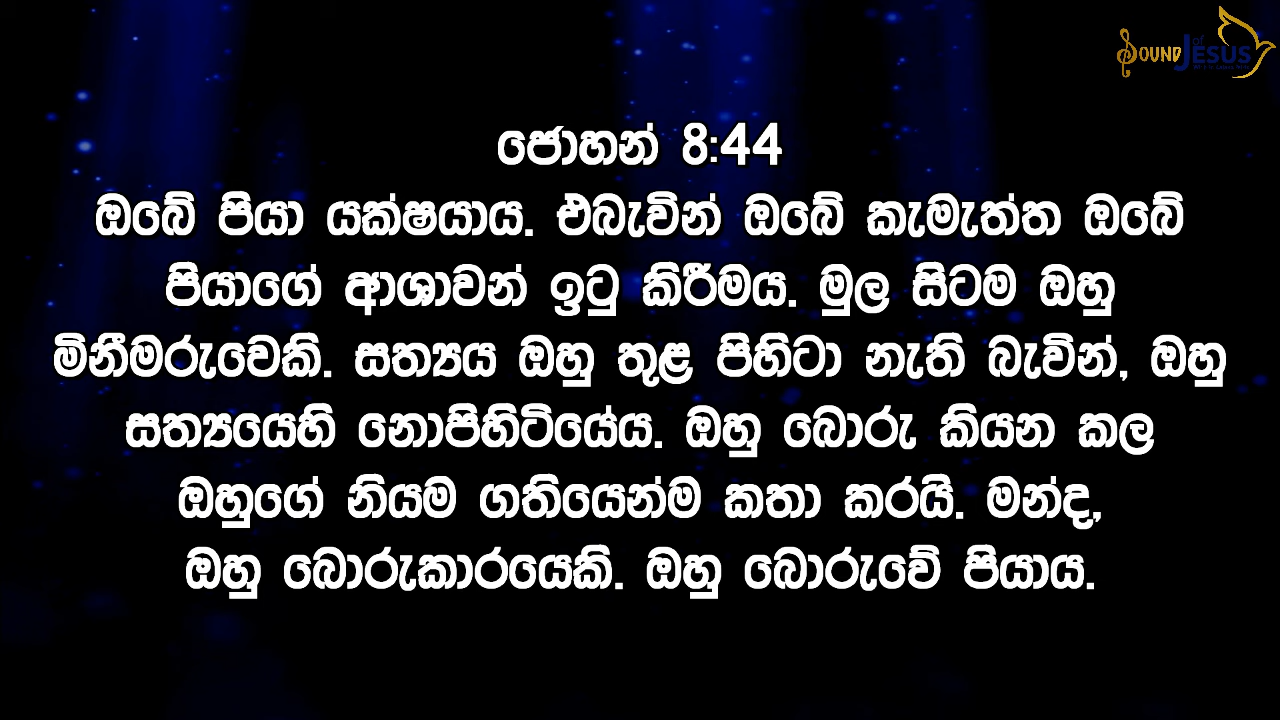 SOUND of JESUS
ජොහන් 8:44
ඔබේ පියා යක්ෂයාය. එබැවින් ඔබේ කැමැත්ත ඔබේ
පියාගේ ආශාවන් ඉටු කිරීමය. මුල සිටම ඔහු
මිනීමරුවෙකි. සත්‍යය ඔහු තුළ පිහිටා නැති බැවින්, ඔහු
සත්‍යයෙහි නොපිහිටියේය. ඔහු බොරු කියන කල
ඔහුගේ නියම ගතියෙන්ම කතා කරයි. මන්ද,
ඔහු බොරුකාරයෙකි. ඔහු බොරුවේ පියාය.